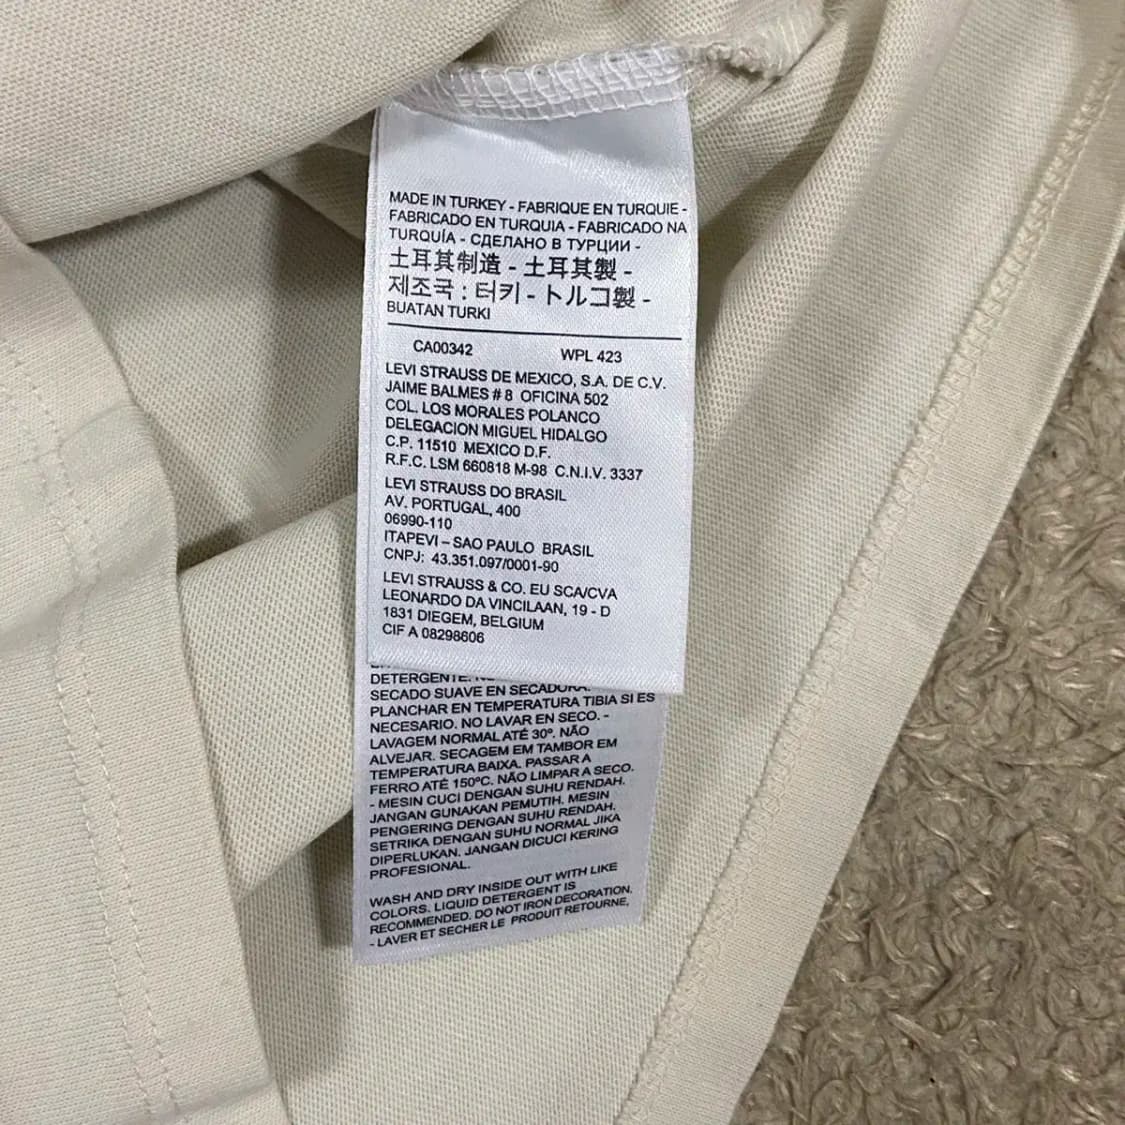 MADE IN TURKEY - FABRIQUE EN TURQUIE -
FABRICADO EN TURQUIA - FABRICADO NA
TURQUÍA - СДЕЛАНО В ТУРЦИИ -
土耳其制造 - 土耳其製 -
제조국 : 터키 - トルコ製 -
BUATAN TURKI
CA00342 WPL 423
LEVI STRAUSS DE MEXICO, S.A. DE C.V.
JAIME BALMES # 8 OFICINA 502
COL. LOS MORALES POLANCO
DELEGACION MIGUEL HIDALGO
C.P. 11510 MEXICO D.F.
R.F.C. LSM 660818 M-98 C.N.I.V. 3337
LEVI STRAUSS DO BRASIL
AV. PORTUGAL, 400
06990-110
ITAPEVI – SAO PAULO BRASIL
CNPJ: 43.351.097/0001-90
LEVI STRAUSS & CO. EU SCA/CVA
LEONARDO DA VINCILAAN, 19 - D
1831 DIEGEM, BELGIUM
CIF A 08298606
DETERGENTE.
SECADO SUAVE EN SECADORA.
PLANCHAR EN TEMPERATURA TIBIA SI ES
NECESARIO. NO LAVAR EN SECO. -
LAVAGEM NORMAL ATÉ 30º. NÃO
ALVEJAR. SECAGEM EM TAMBOR EM
TEMPERATURA BAIXA. PASSAR A
FERRO ATÉ 150ºC. NÃO LIMPAR A SECO.
- MESIN CUCI DENGAN SUHU RENDAH.
JANGAN GUNAKAN PEMUTIH. MESIN
PENGERING DENGAN SUHU RENDAH.
SETRIKA DENGAN SUHU NORMAL JIKA
DIPERLUKAN. JANGAN DICUCI KERING
PROFESIONAL.
WASH AND DRY INSIDE OUT WITH LIKE
COLORS. LIQUID DETERGENT IS
RECOMMENDED. DO NOT IRON DECORATION.
- LAVER ET SECHER LE PRODUIT RETOURNE,